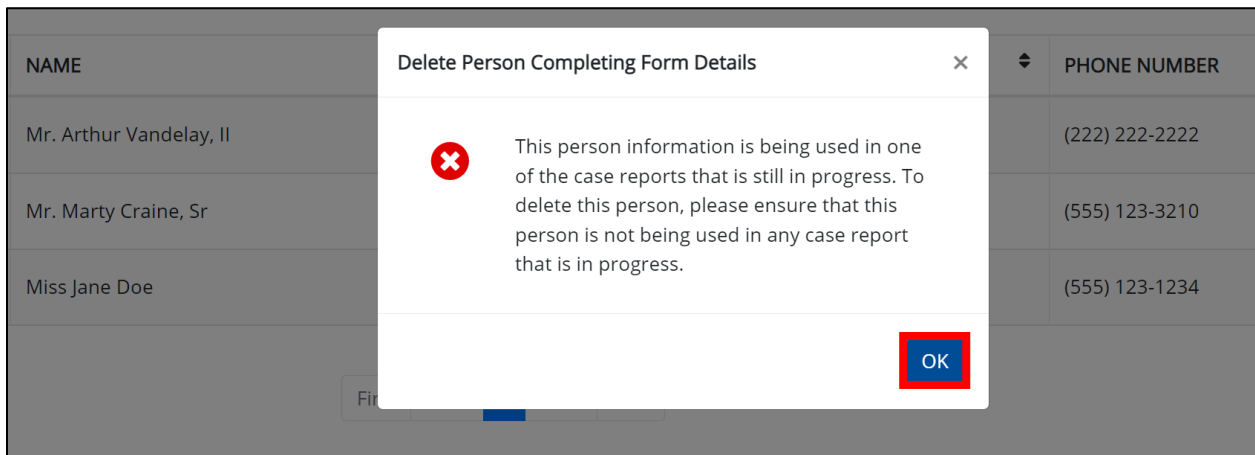 NAME
Delete Person Completing Form Details
×
PHONE NUMBER
Mr. Arthur Vandelay, II
(222) 222-2222
This person information is being used in one
of the case reports that is still in progress. To
delete this person, please ensure that this
person is not being used in any case report
that is in progress.
Mr. Marty Craine, Sr
(555) 123-3210
Miss Jane Doe
(555) 123-1234
OK